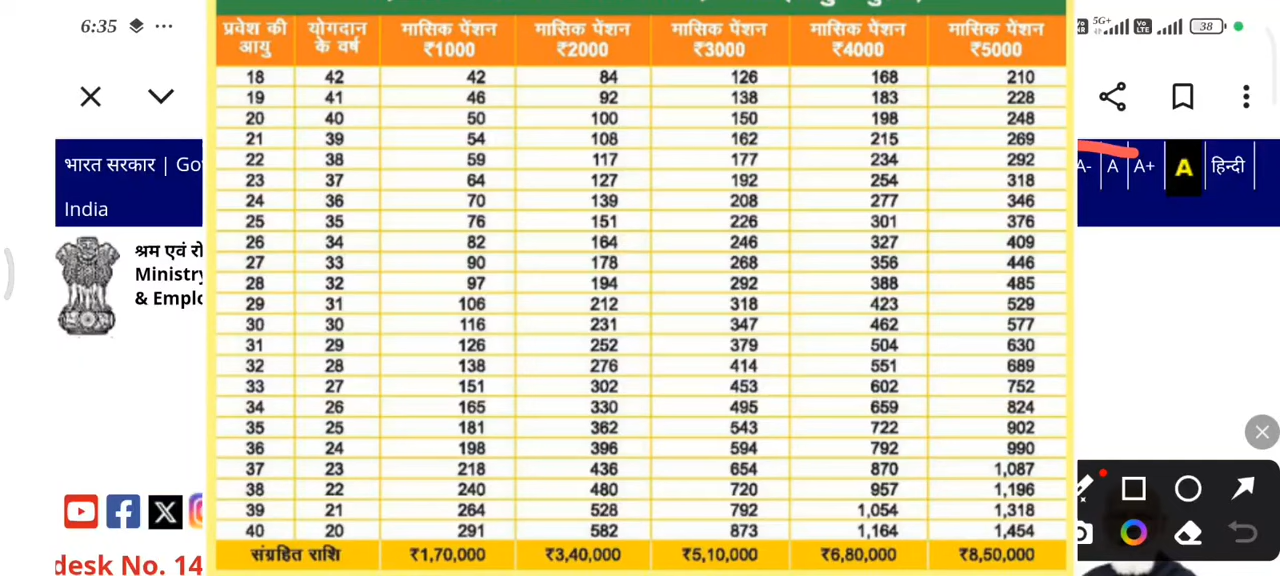 6:35
5G+
38
प्रवेश की आयु योगदान के वर्ष मासिक पेंशन ₹1000 मासिक पेंशन ₹2000 मासिक पेंशन ₹3000 मासिक पेंशन ₹4000 मासिक पेंशन ₹5000
18 42 42 84 126 168 210
19 41 46 92 138 183 228
20 40 50 100 150 198 248
21 39 54 108 162 215 269
22 38 59 117 177 234 292
23 37 64 127 192 254 318
24 36 70 139 208 277 346
25 35 76 151 226 301 376
26 34 82 164 246 327 409
27 33 90 178 268 356 446
28 32 97 194 292 388 485
29 31 106 212 318 423 529
30 30 116 231 347 462 577
31 29 126 252 379 504 630
32 28 138 276 414 551 689
33 27 151 302 453 602 752
34 26 165 330 495 659 824
35 25 181 362 543 722 902
36 24 198 396 594 792 990
37 23 218 436 654 870 1,087
38 22 240 480 720 957 1,196
39 21 264 528 792 1,054 1,318
40 20 291 582 873 1,164 1,454
संग्रहित राशि ₹1,70,000 ₹3,40,000 ₹5,10,000 ₹6,80,000 ₹8,50,000
भारत सरकार |
India
A- A A+ A हिन्दी
श्रम एवं
Ministry
&
desk No. 14